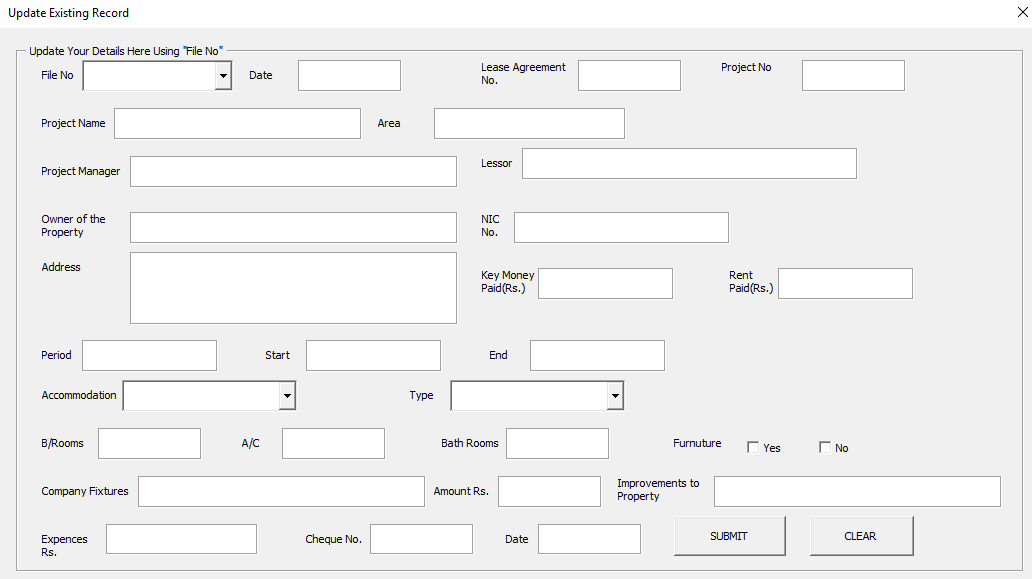 Update Existing Record
Update Your Details Here Using "File No"
File No
Date
Lease Agreement
No.
Project No
Project Name
Area
Project Manager
Lessor
Owner of the
Property
NIC
No.
Address
Key Money
Paid(Rs.)
Rent
Paid(Rs.)
Period
Start
End
Accommodation
Type
B/Rooms
A/C
Bath Rooms
Furnuture
Yes
No
Company Fixtures
Amount Rs.
Improvements to
Property
Expences
Rs.
Cheque No.
Date
SUBMIT
CLEAR